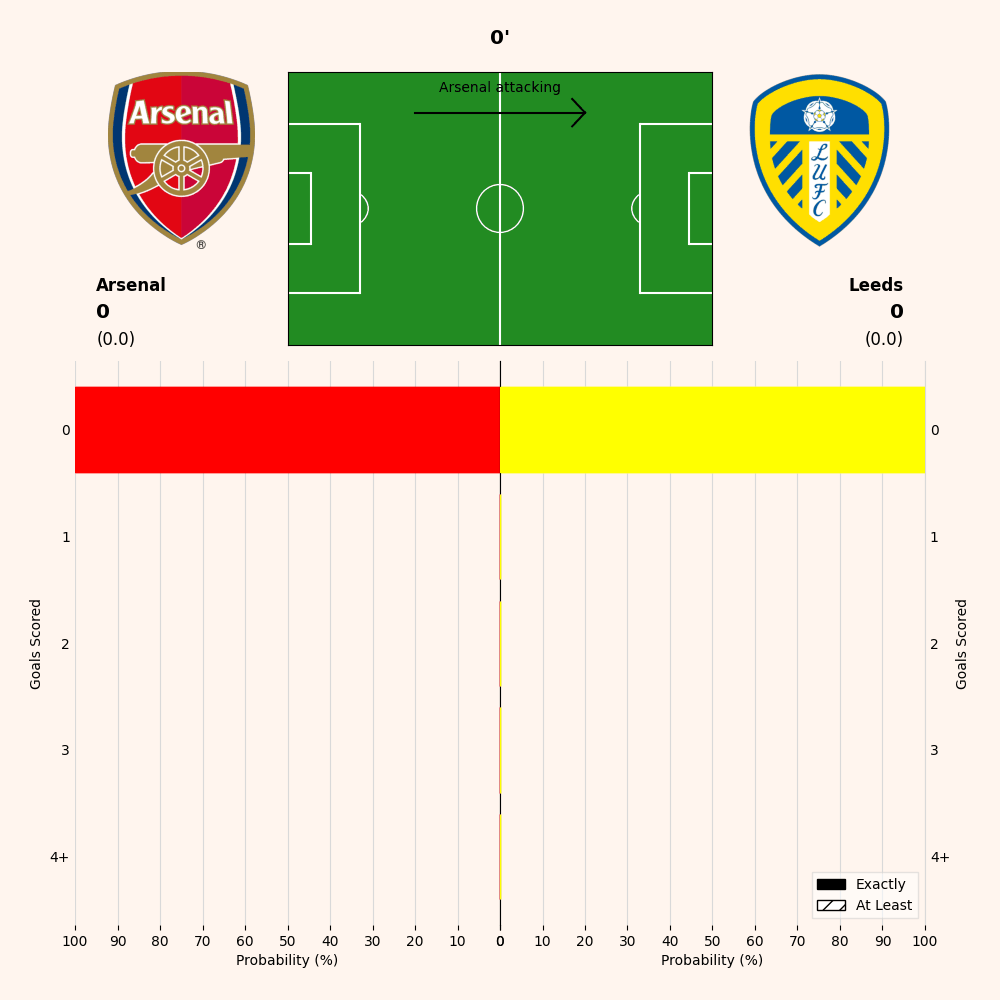 0'
Arsenal
®
Arsenal attacking
L
U
F
C
Arsenal
0
(0.0)
Leeds
0
(0.0)
0
1
2
3
4+
Goals Scored
0
1
2
3
4+
Goals Scored
Exactly
At Least
100 90 80 70 60 50 40 30 20 10 0 10 20 30 40 50 60 70 80 90 100
Probability (%)
Probability (%)